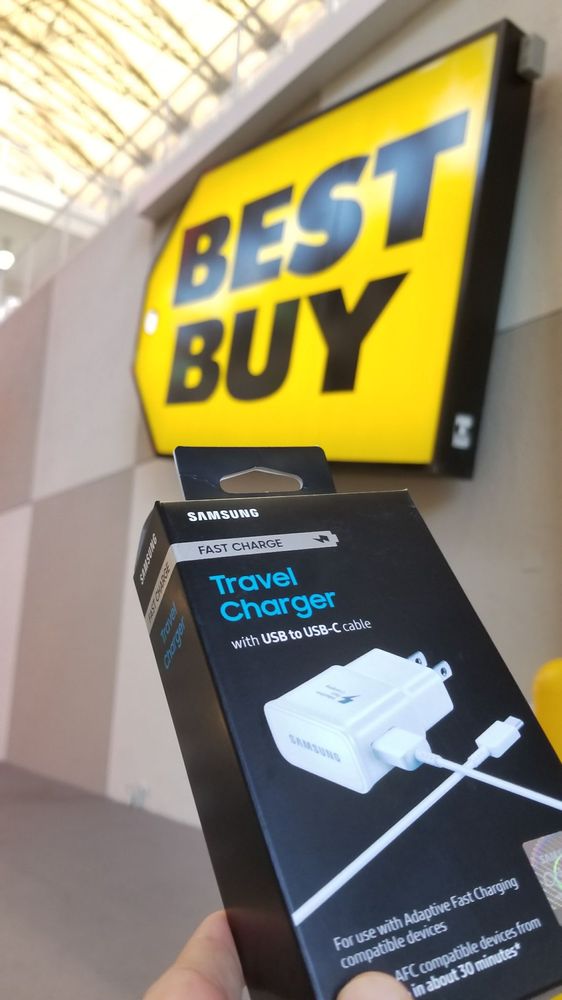 BEST
BUY
SAMSUNG
FAST CHARGE
Travel
Charger
with USB to USB-C cable
SAMSUNG
FAST CHARGE
Travel
Charger
SAMSUNG
For use with Adaptive Fast Charging
compatible devices
AFC compatible devices from
in about 30 minutes*